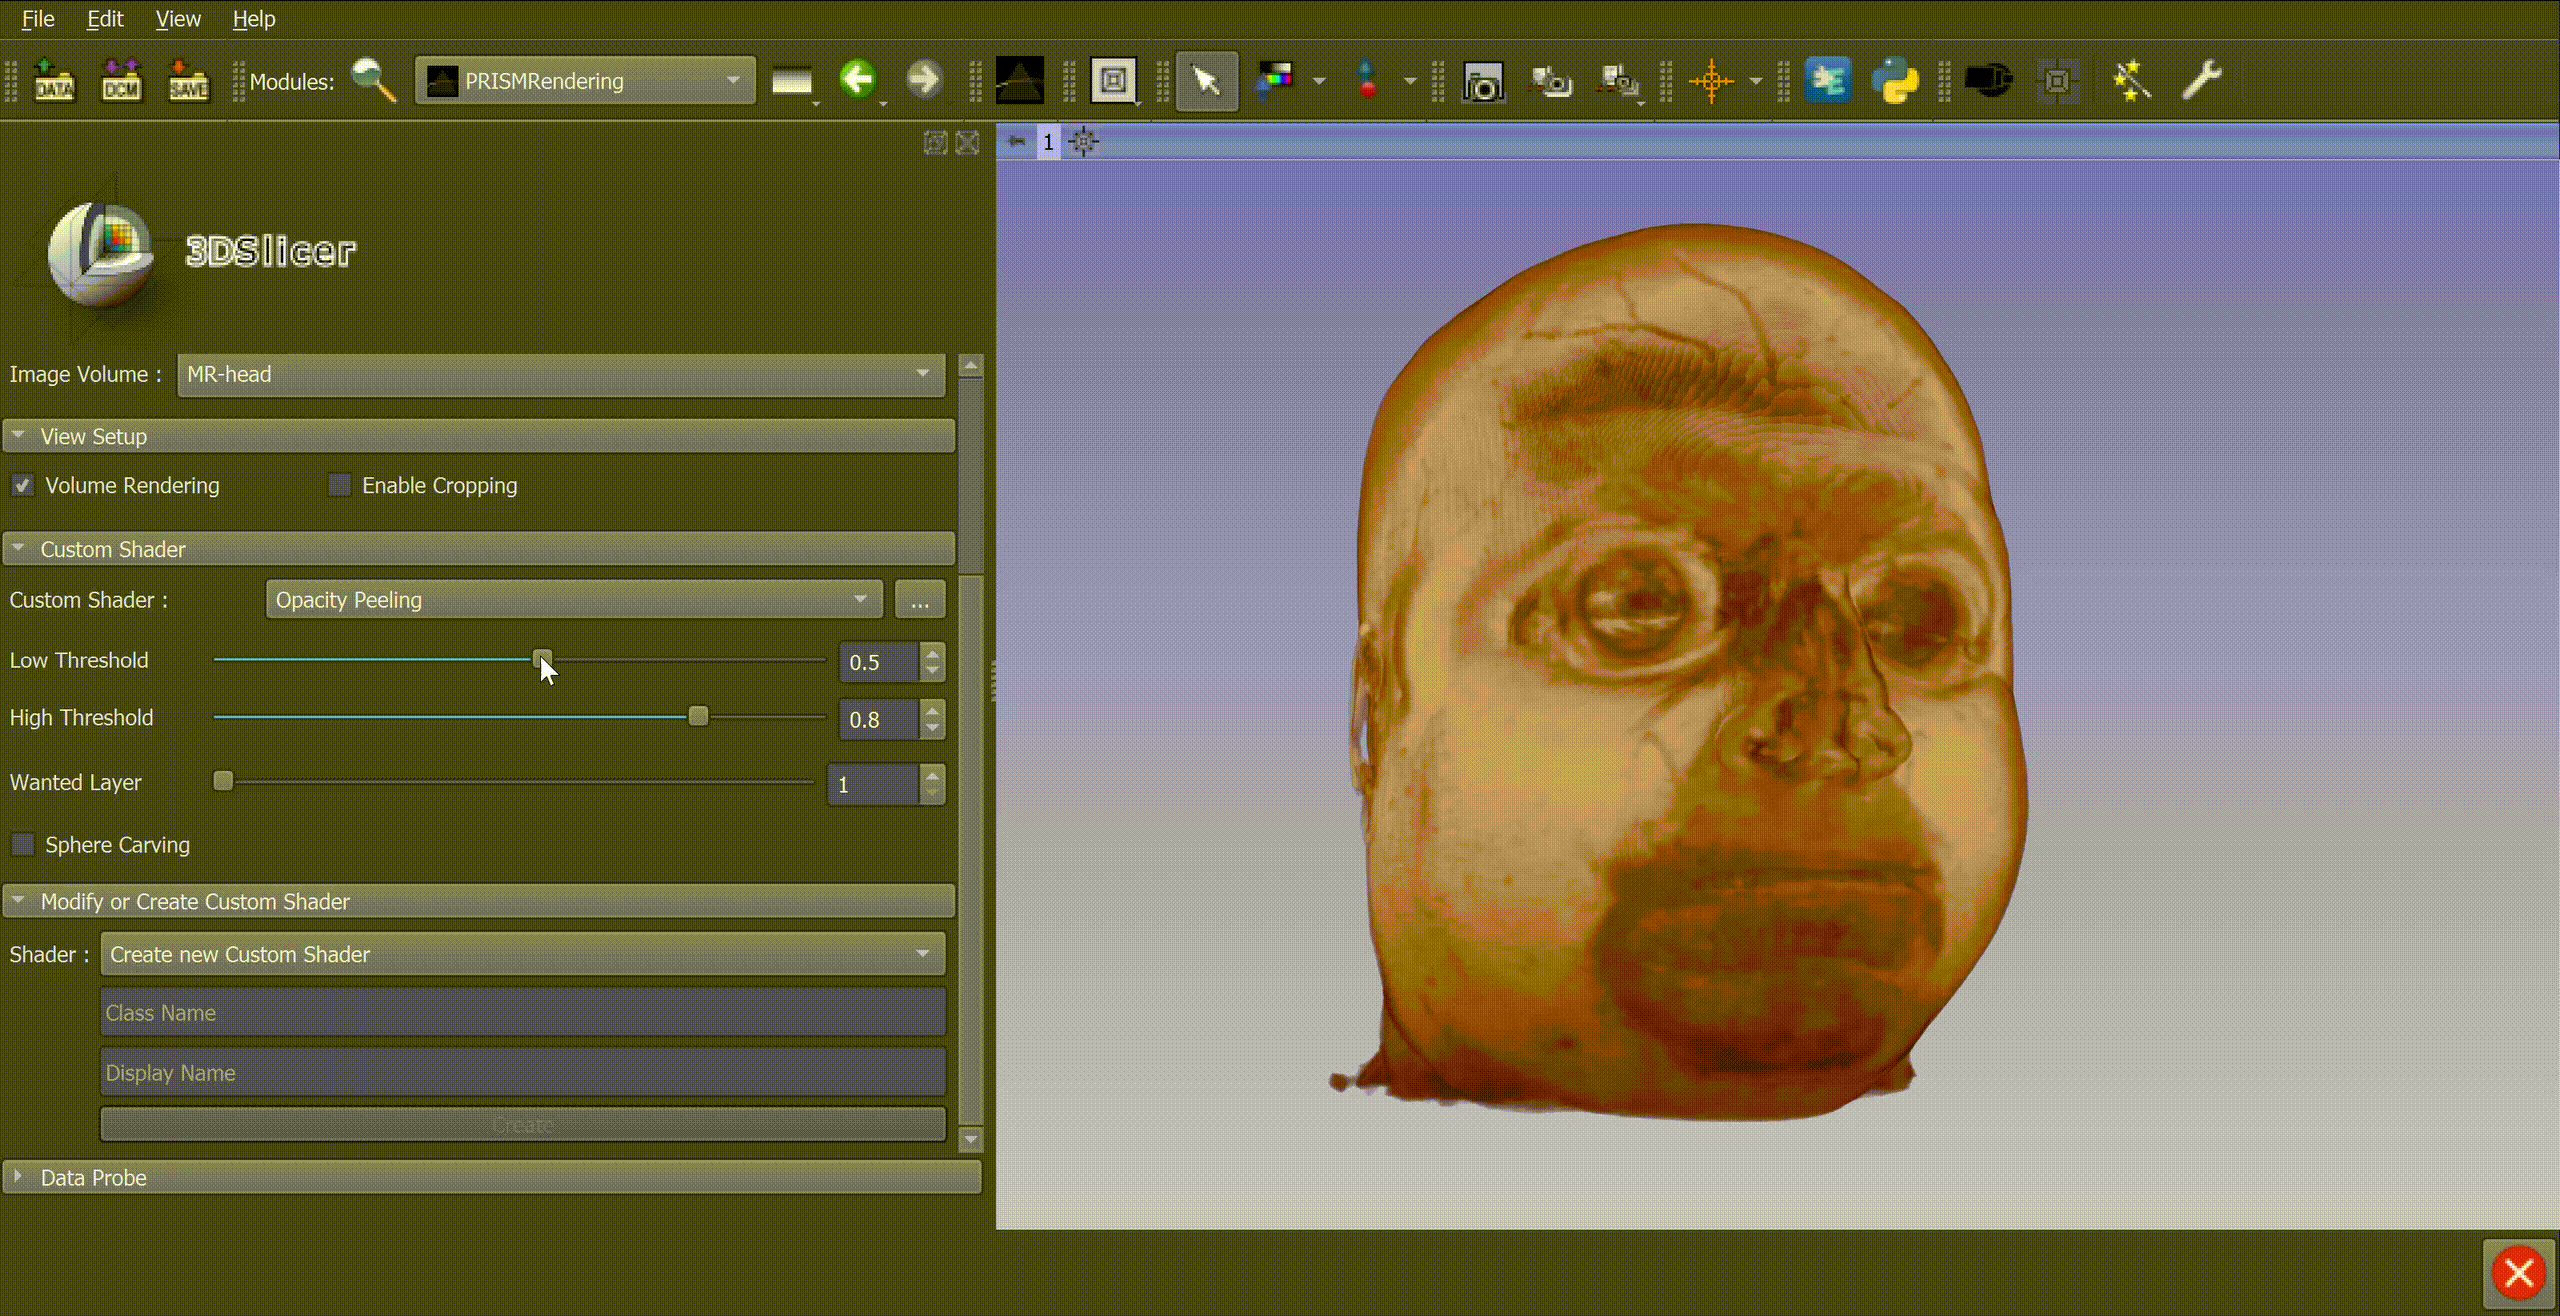 File Edit View Help
DATA DCM SAVE Modules: PRISMRendering
1
3DSlicer
Image Volume : MR-head
View Setup
Volume Rendering Enable Cropping
Custom Shader
Custom Shader : Opacity Peeling ...
Low Threshold 0.5
High Threshold 0.8
Wanted Layer 1
Sphere Carving
Modify or Create Custom Shader
Shader : Create new Custom Shader
Class Name
Display Name
Create
Data Probe